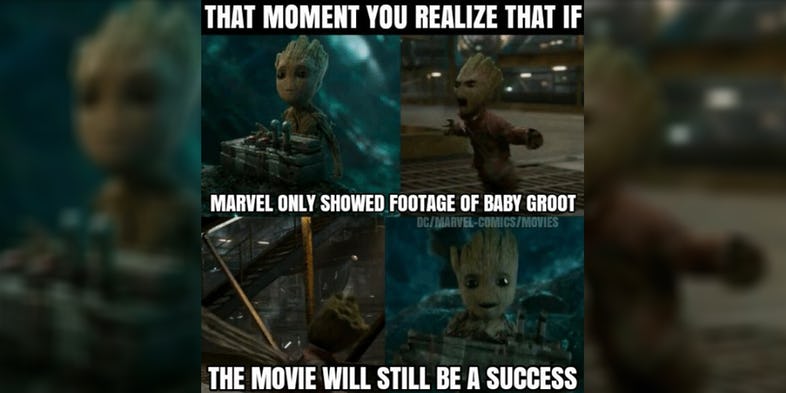 THAT MOMENT YOU REALIZE THAT IF
MARVEL ONLY SHOWED FOOTAGE OF BABY GROOT
DC/MARVEL-COMICS/MOVIES
THE MOVIE WILL STILL BE A SUCCESS